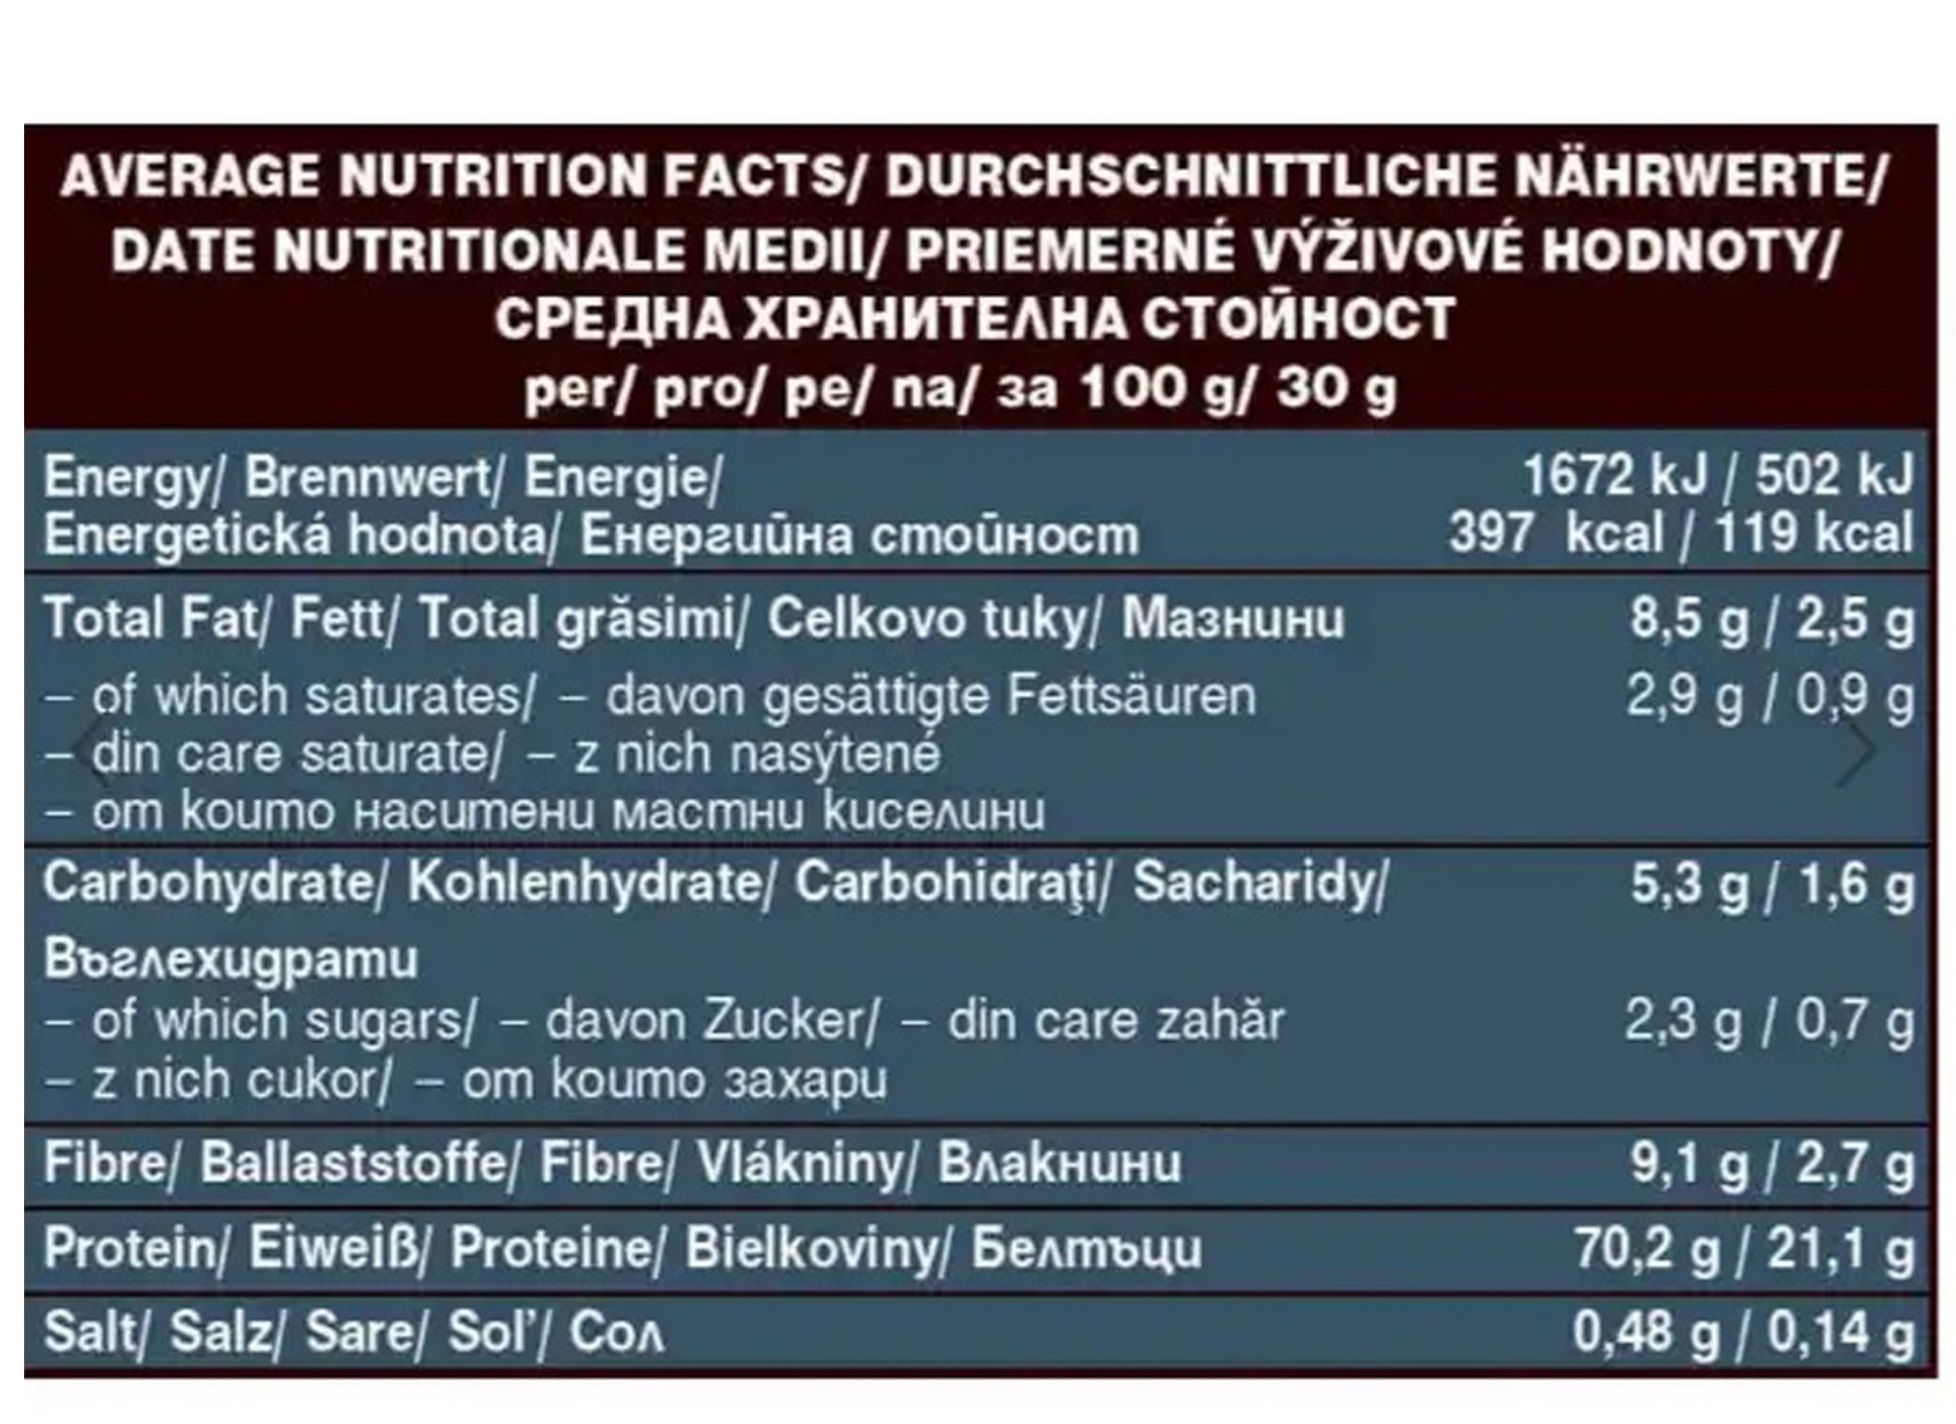 AVERAGE NUTRITION FACTS/ DURCHSCHNITTLICHE NÄHRWERTE/
DATE NUTRITIONALE MEDII/ PRIEMERNÉ VÝŽIVOVÉ HODNOTY/
СРЕДНА ХРАНИТЕЛНА СТОЙНОСТ
per/ pro/ pe/ na/ за 100 g/ 30 g
Energy/ Brennwert/ Energie/ 1672 kJ / 502 kJ
Energetická hodnota/ Енергийна стойност 397 kcal / 119 kcal
Total Fat/ Fett/ Total grăsimi/ Celkovo tuky/ Мазнини 8,5 g / 2,5 g
– of which saturates/ – davon gesättigte Fettsäuren 2,9 g / 0,9 g
– din care saturate/ – z nich nasýtené
– от които наситени мастни киселини
Carbohydrate/ Kohlenhydrate/ Carbohidraţi/ Sacharidy/ 5,3 g / 1,6 g
Въглехидрати
– of which sugars/ – davon Zucker/ – din care zahăr 2,3 g / 0,7 g
– z nich cukor/ – от които захари
Fibre/ Ballaststoffe/ Fibre/ Vlákniny/ Влакнини 9,1 g / 2,7 g
Protein/ Eiweiß/ Proteine/ Bielkoviny/ Белтъци 70,2 g / 21,1 g
Salt/ Salz/ Sare/ Sol’/ Сол 0,48 g / 0,14 g